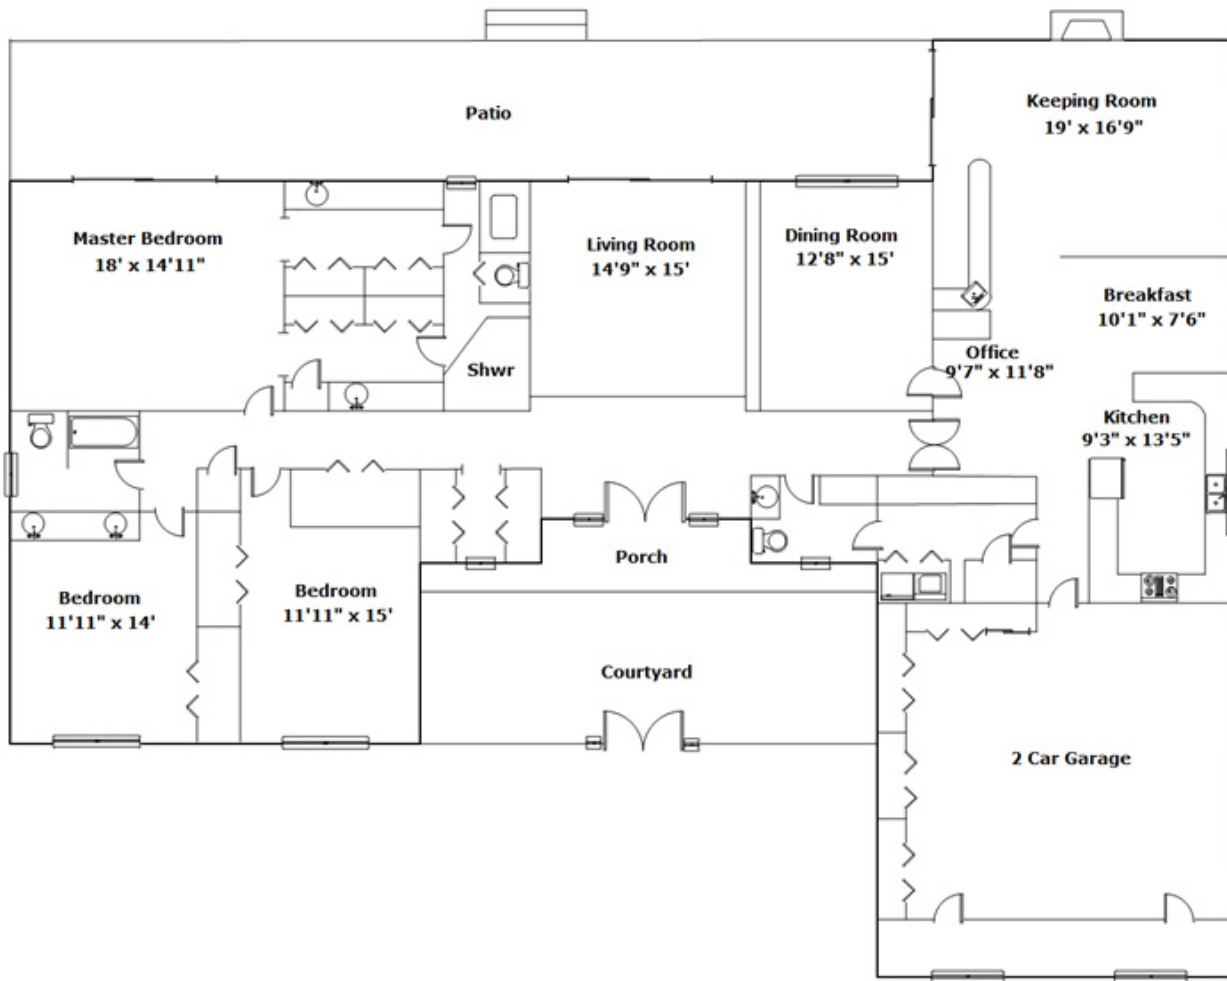 Patio
Keeping Room
19' x 16'9"
Master Bedroom
18' x 14'11"
Living Room
14'9" x 15'
Dining Room
12'8" x 15'
Breakfast
10'1" x 7'6"
Office
9'7" x 11'8"
Shwr
Kitchen
9'3" x 13'5"
Porch
Bedroom
11'11" x 14'
Bedroom
11'11" x 15'
Courtyard
2 Car Garage